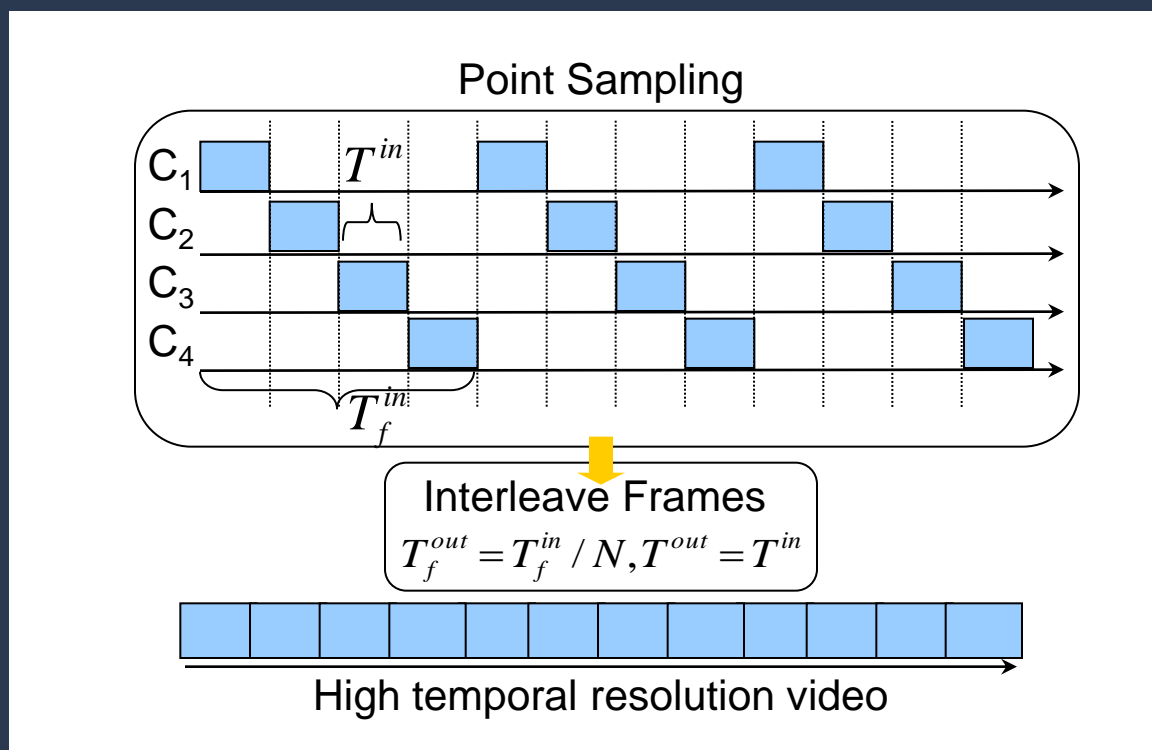 Point Sampling
C₁
Tⁱⁿ
C₂
C₃
C₄
T_f^{in}
Interleave Frames
T_f^{out} = T_f^{in} / N, T^{out} = T^{in}
High temporal resolution video